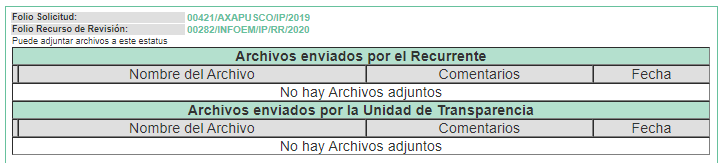 Folio Solicitud: 00421/AXAPUSCO/IP/2019
Folio Recurso de Revisión: 00282/INFOEM/IP/RR/2020
Puede adjuntar archivos a este estatus
Archivos enviados por el Recurrente
Nombre del Archivo Comentarios Fecha
No hay Archivos adjuntos
Archivos enviados por la Unidad de Transparencia
Nombre del Archivo Comentarios Fecha
No hay Archivos adjuntos